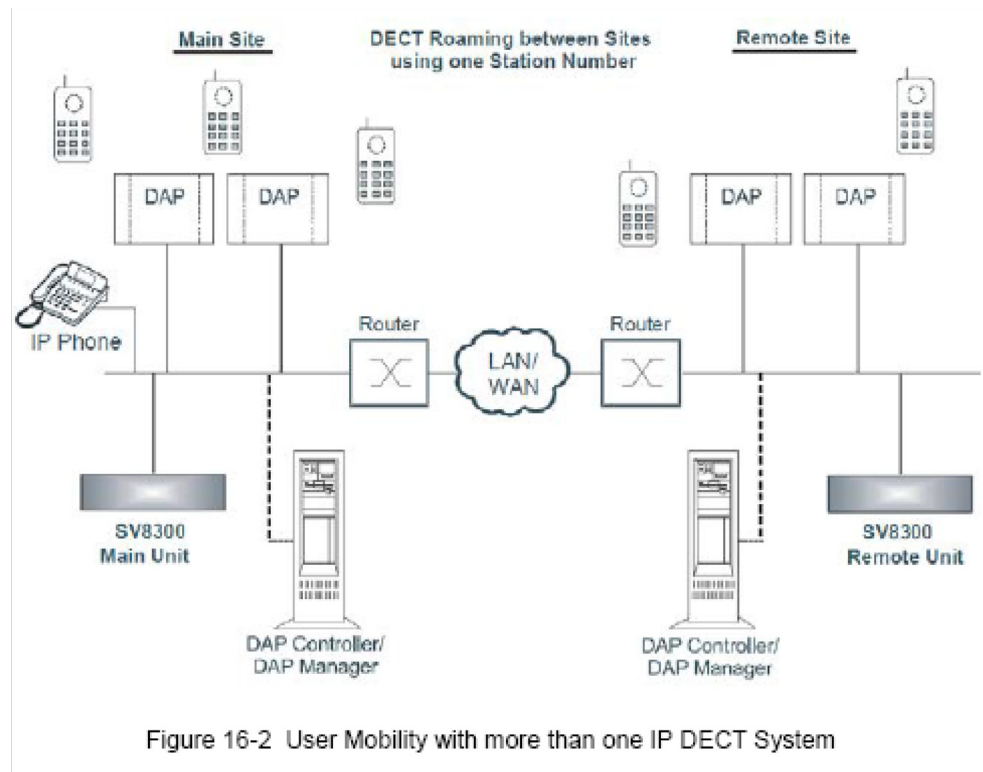 Main Site
DECT Roaming between Sites
using one Station Number
Remote Site
DAP
DAP
DAP
DAP
IP Phone
Router
LAN/
WAN
Router
SV8300
Main Unit
SV8300
Remote Unit
DAP Controller/
DAP Manager
DAP Controller/
DAP Manager
Figure 16-2 User Mobility with more than one IP DECT System